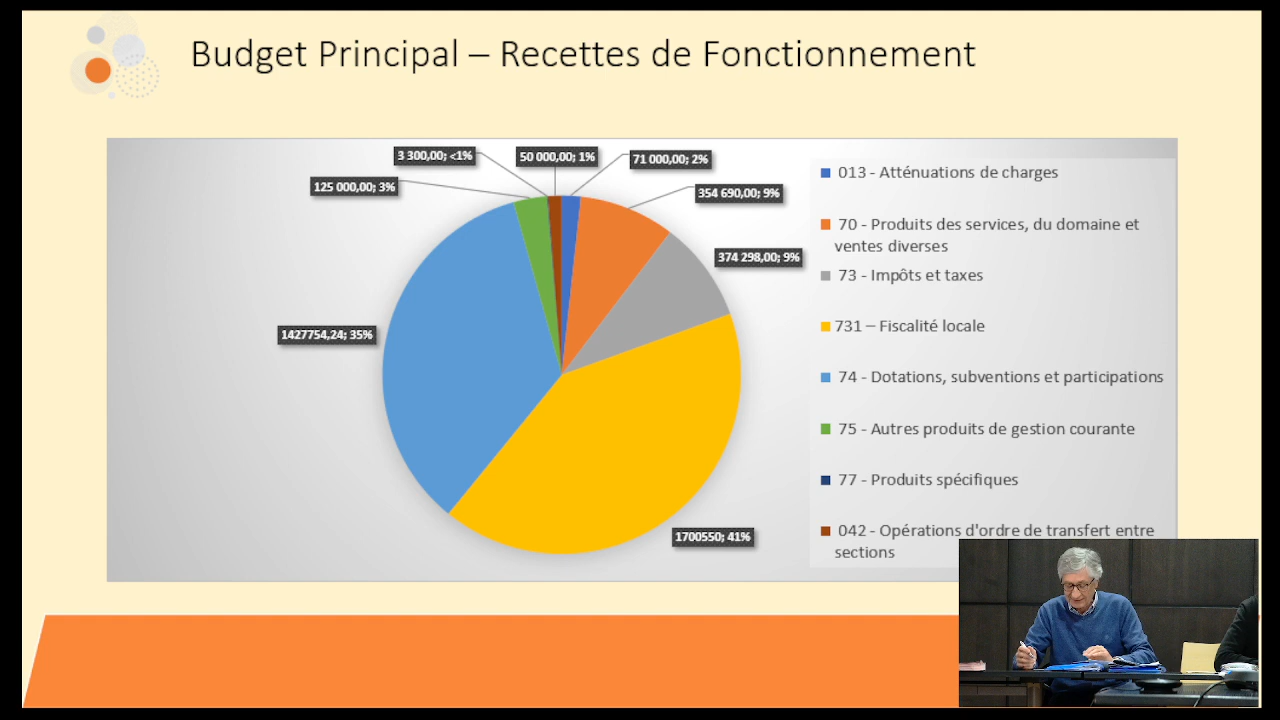 Budget Principal – Recettes de Fonctionnement
3 300,00; <1%
50 000,00; 1%
71 000,00; 2%
125 000,00; 3%
354 690,00; 9%
374 298,00; 9%
1427754,24; 35%
1700550; 41%
013 - Atténuations de charges
70 - Produits des services, du domaine et
ventes diverses
73 - Impôts et taxes
731 – Fiscalité locale
74 - Dotations, subventions et participations
75 - Autres produits de gestion courante
77 - Produits spécifiques
042 - Opérations d'ordre de transfert entre
sections